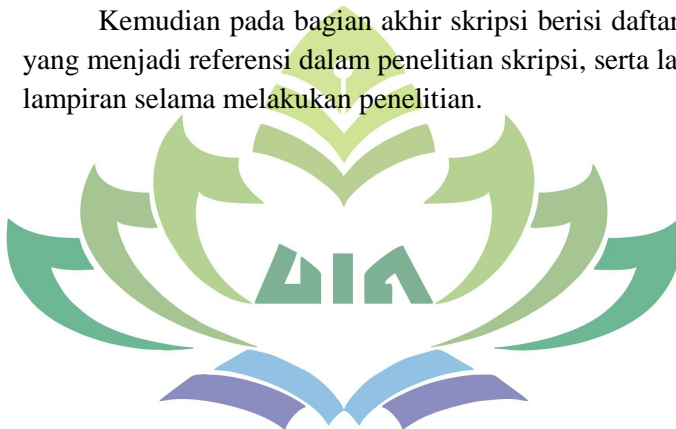 Kemudian pada bagian akhir skripsi berisi daftar
yang menjadi referensi dalam penelitian skripsi, serta la
lampiran selama melakukan penelitian.